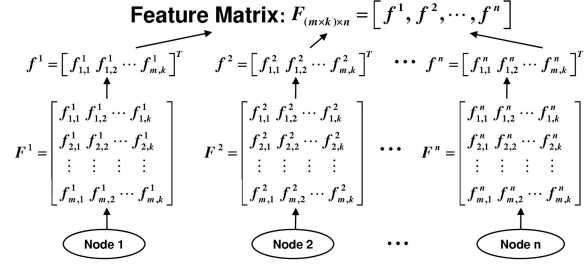 Feature Matrix: F_{(m×k)×n} = [f^1, f^2, ⋯, f^n]
f^1 = [f^1_{1,1} f^1_{1,2} ⋯ f^1_{m,k}]^T f^2 = [f^2_{1,1} f^2_{1,2} ⋯ f^2_{m,k}]^T ⋯ f^n = [f^n_{1,1} f^n_{1,2} ⋯ f^n_{m,k}]^T
f^1_{1,1} f^1_{1,2} ⋯ f^1_{1,k} f^2_{1,1} f^2_{1,2} ⋯ f^2_{1,k} f^n_{1,1} f^n_{1,2} ⋯ f^n_{1,k}
F^1 = f^1_{2,1} f^1_{2,2} ⋯ f^1_{2,k} F^2 = f^2_{2,1} f^2_{2,2} ⋯ f^2_{2,k} ⋯ F^n = f^n_{2,1} f^n_{2,2} ⋯ f^n_{2,k}
⋮ ⋮ ⋮ ⋮ ⋮ ⋮ ⋮ ⋮ ⋮ ⋮ ⋮ ⋮
f^1_{m,1} f^1_{m,2} ⋯ f^1_{m,k} f^2_{m,1} f^2_{m,2} ⋯ f^2_{m,k} f^n_{m,1} f^n_{m,2} ⋯ f^n_{m,k}
Node 1 Node 2 ⋯ Node n